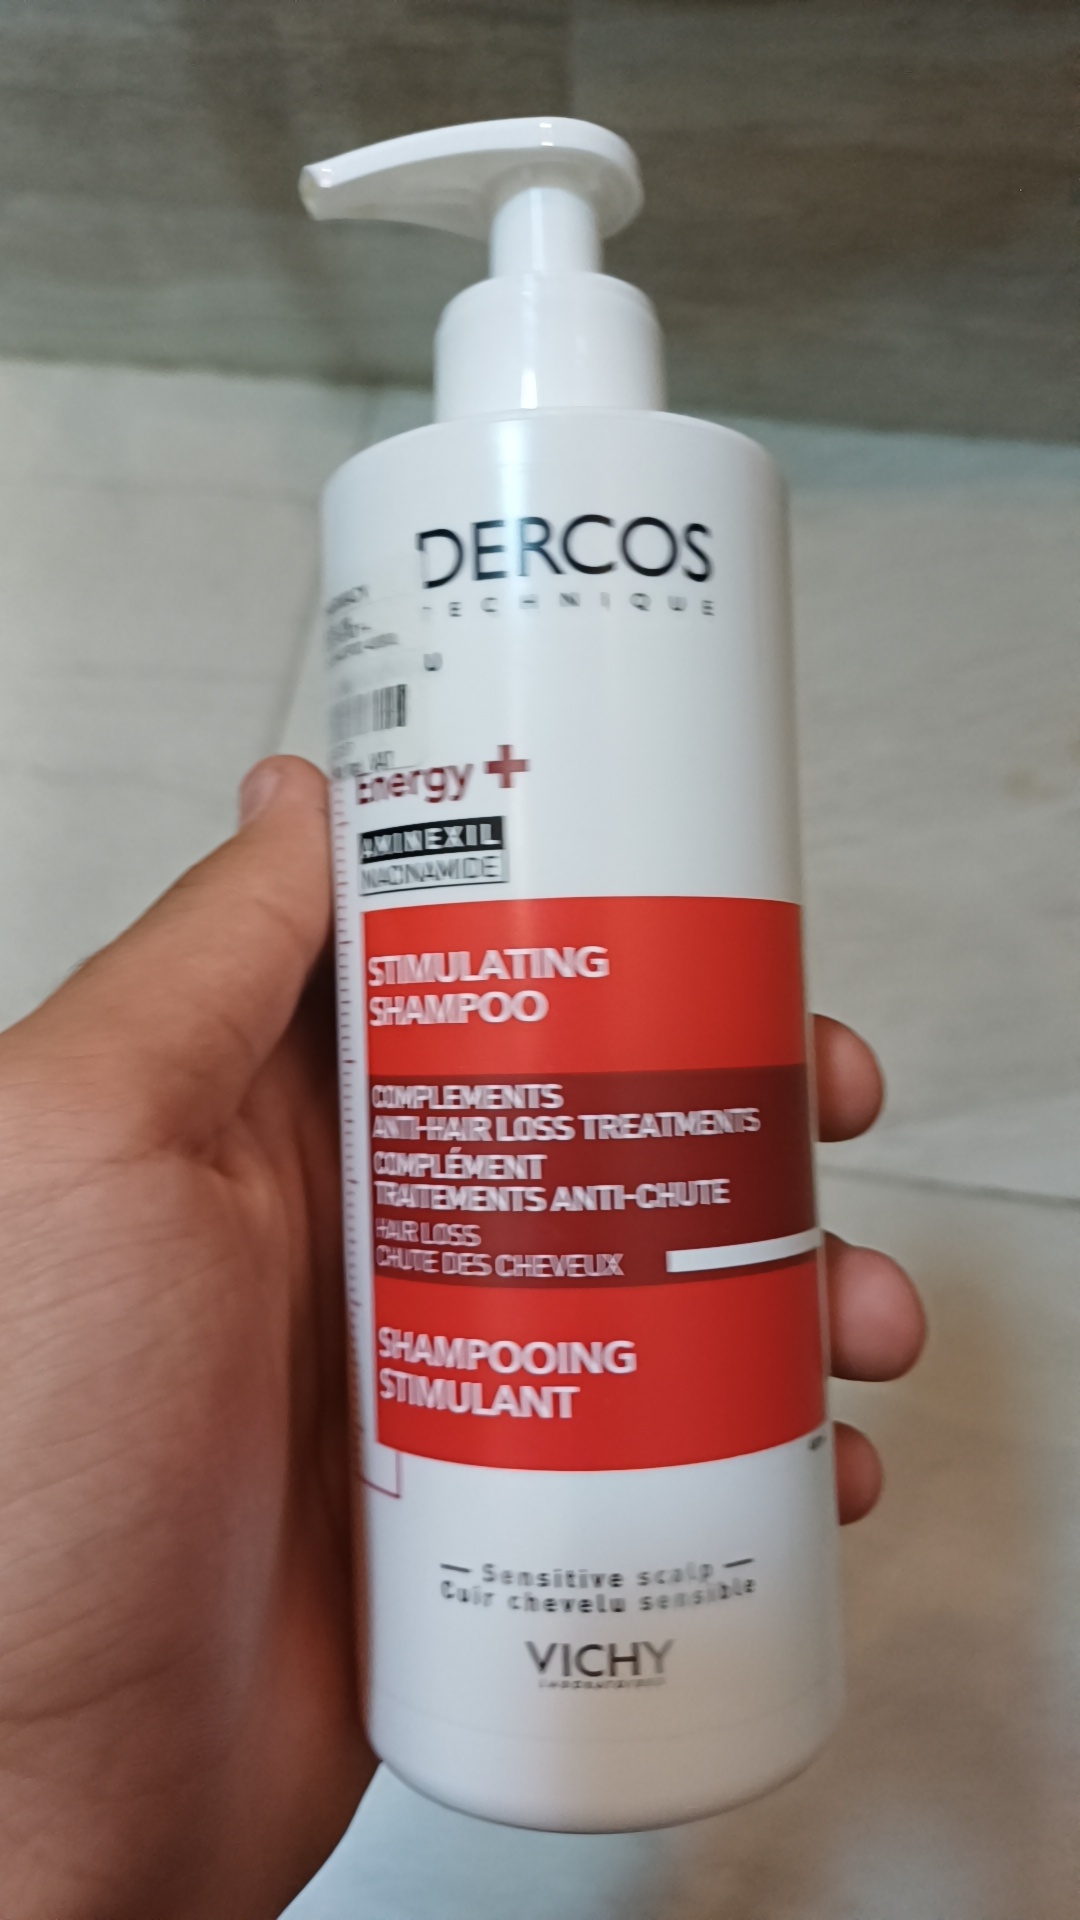 DERCOS
TECHNIQUE
Energy +
AMINEXIL
NIACINAMIDE
STIMULATING
SHAMPOO
COMPLEMENTS
ANTI-HAIR LOSS TREATMENTS
COMPLÉMENT
TRAITEMENTS ANTI-CHUTE
HAIR LOSS
CHUTE DES CHEVEUX
SHAMPOOING
STIMULANT
Sensitive scalp
Cuir chevelu sensible
VICHY
LABORATOIRES